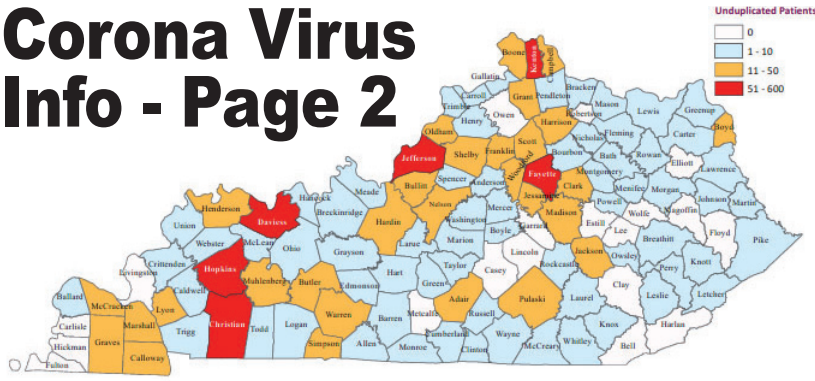 Corona Virus
Info - Page 2
Unduplicated Patients
0
1 - 10
11 - 50
51 - 600
Boone
Kenton
Campbell
Gallatin
Carroll
Grant
Pendleton
Bracken
Trimble
Owen
Robertson
Mason
Lewis
Greenup
Henry
Harrison
Fleming
Carter
Boyd
Oldham
Nicholas
Rowan
Jefferson
Shelby
Franklin
Scott
Bourbon
Bath
Elliott
Lawrence
Woodford
Fayette
Montgomery
Bullitt
Spencer
Anderson
Clark
Menifee
Morgan
Johnson
Martin
Meade
Hancock
Jessamine
Powell
Magoffin
Henderson
Daviess
Breckinridge
Hardin
Nelson
Washington
Mercer
Madison
Estill
Wolfe
Floyd
Pike
Union
Webster
McLean
Ohio
Grayson
Larue
Marion
Boyle
Garrard
Lee
Breathitt
Lincoln
Jackson
Owsley
Knott
Crittenden
Hopkins
Livingston
Hart
Taylor
Casey
Rockcastle
Perry
Caldwell
Muhlenberg
Butler
Edmonson
Green
Clay
Leslie
Letcher
Ballard
McCracken
Lyon
Warren
Barren
Metcalfe
Adair
Russell
Pulaski
Laurel
Carlisle
Marshall
Trigg
Christian
Todd
Logan
Knox
Harlan
Hickman
Graves
Calloway
Simpson
Allen
Monroe
Cumberland
Clinton
Wayne
McCreary
Whitley
Bell
Fulton